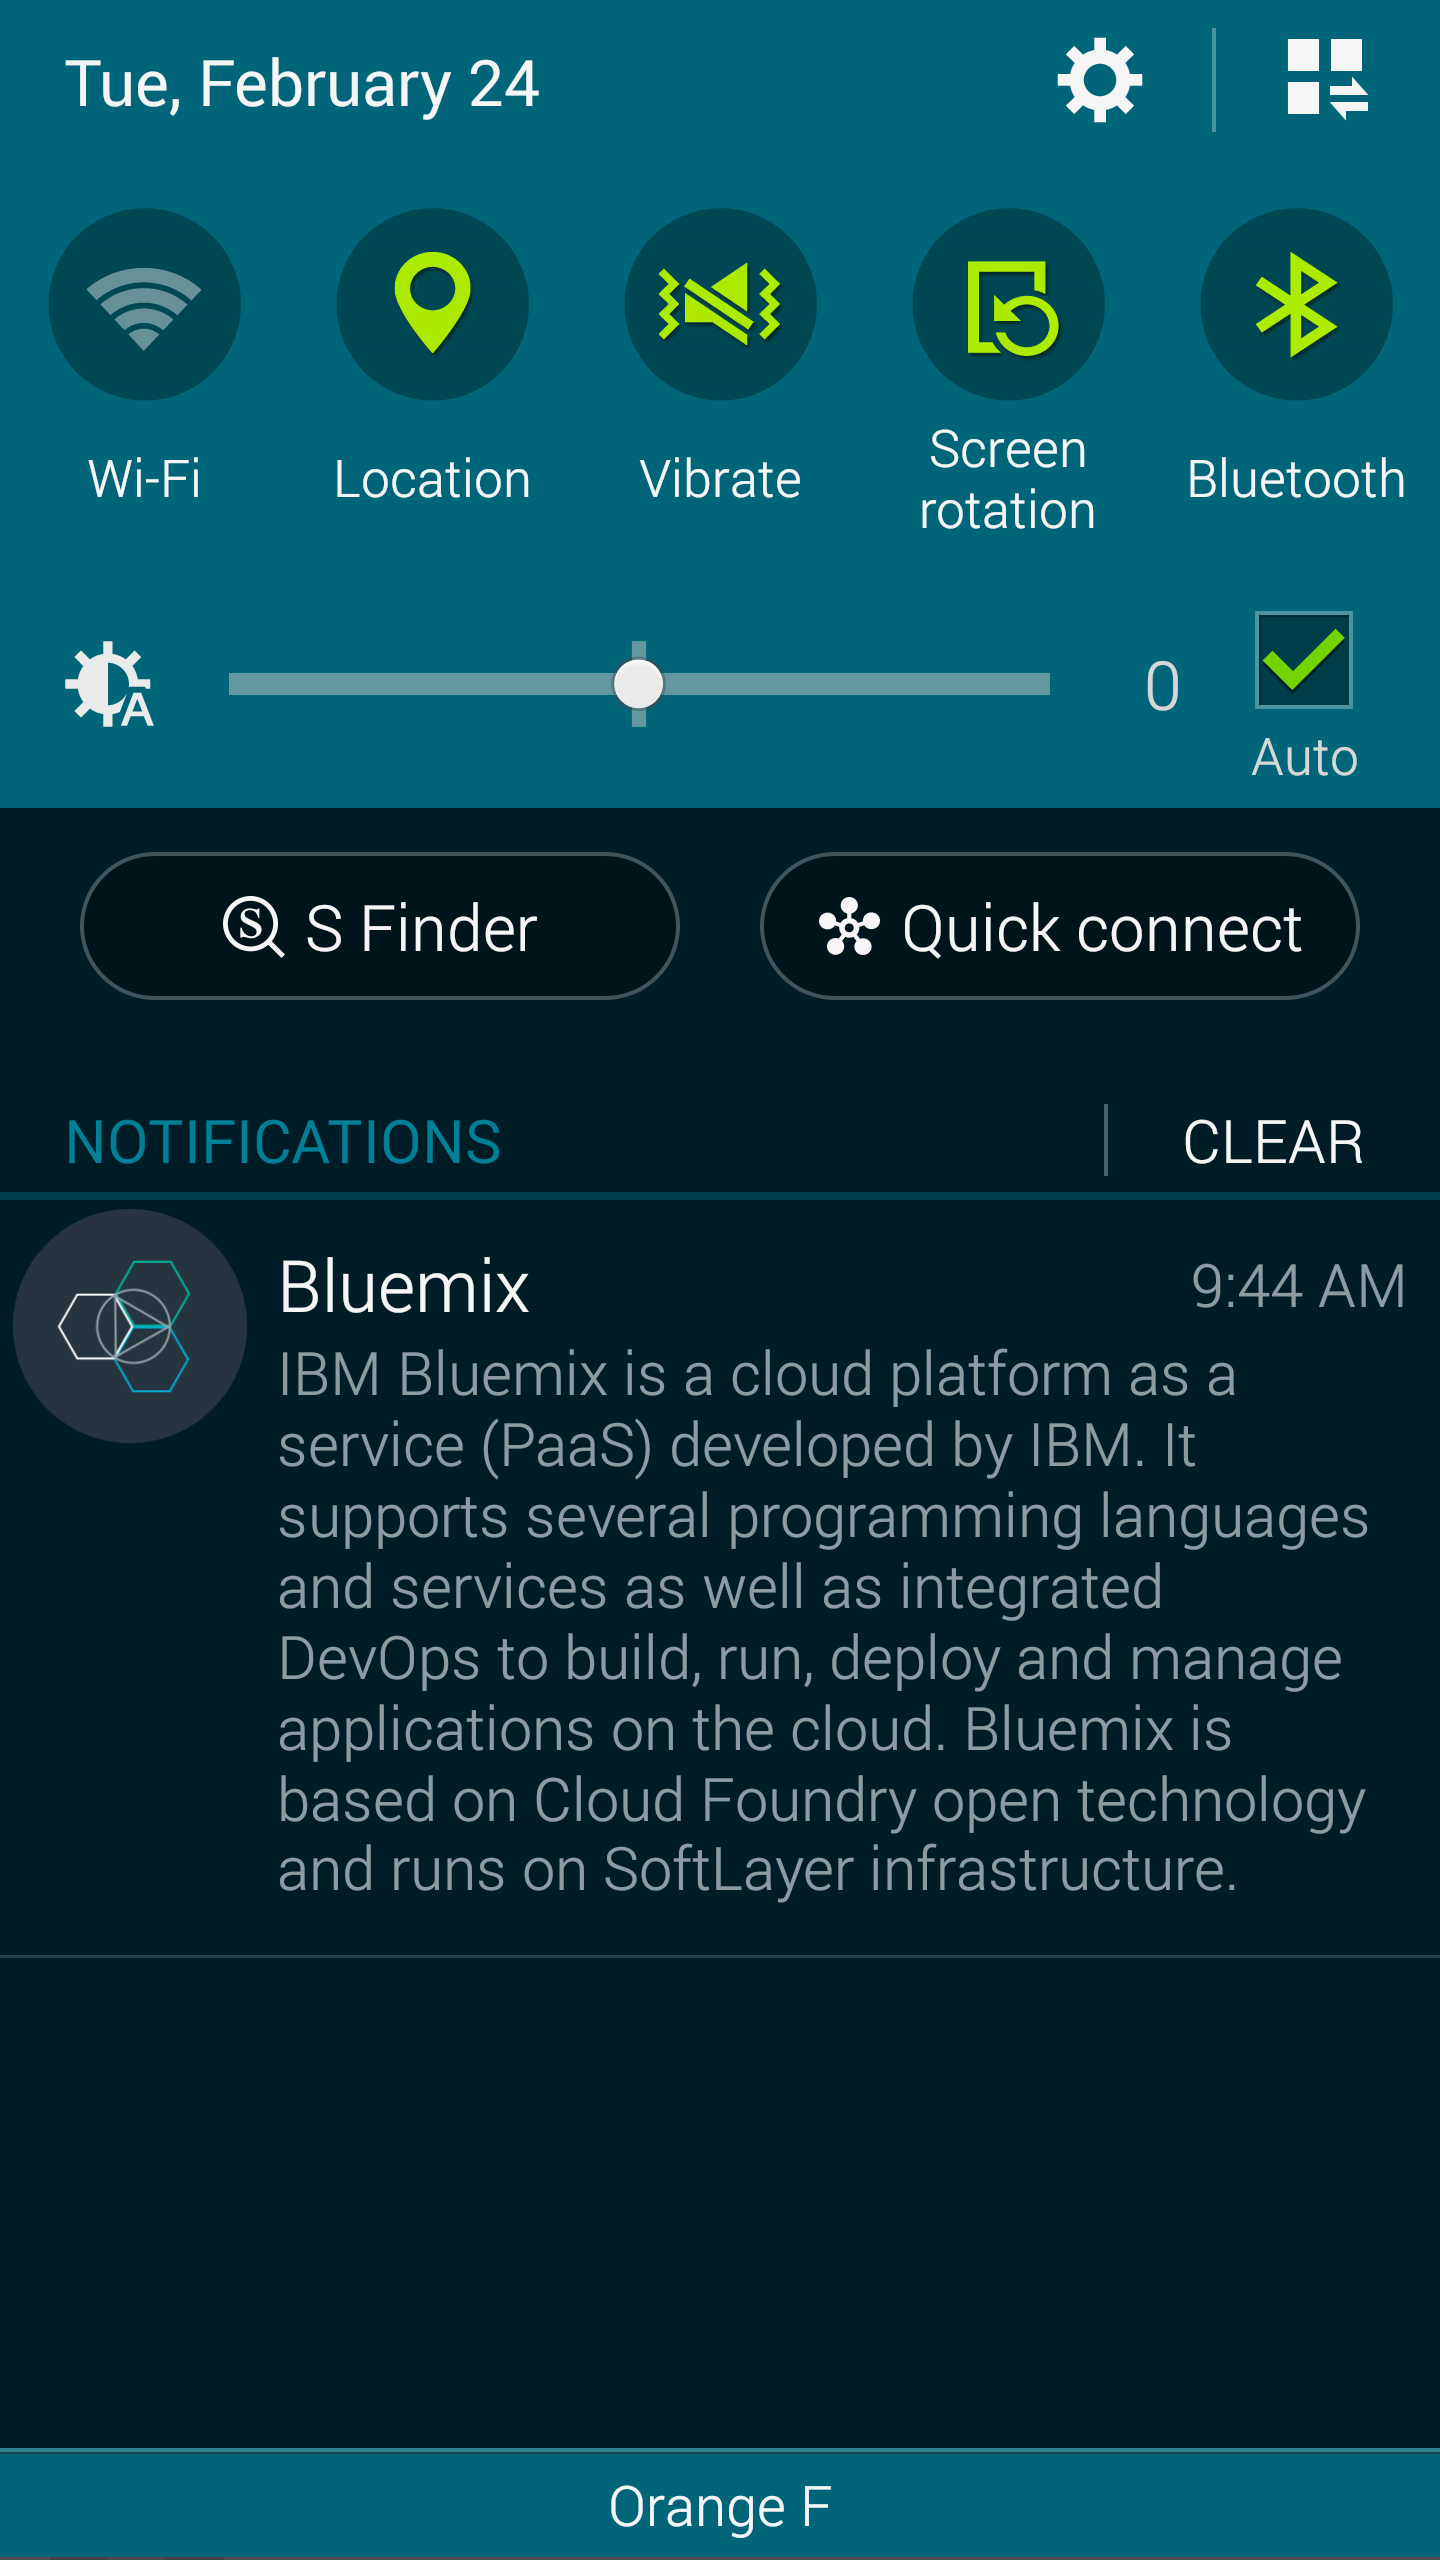 Tue, February 24
Wi-Fi
Location
Vibrate
Screen
rotation
Bluetooth
A
0
Auto
S
S Finder
Quick connect
NOTIFICATIONS
CLEAR
Bluemix
9:44 AM
IBM Bluemix is a cloud platform as a
service (PaaS) developed by IBM. It
supports several programming languages
and services as well as integrated
DevOps to build, run, deploy and manage
applications on the cloud. Bluemix is
based on Cloud Foundry open technology
and runs on SoftLayer infrastructure.
Orange F